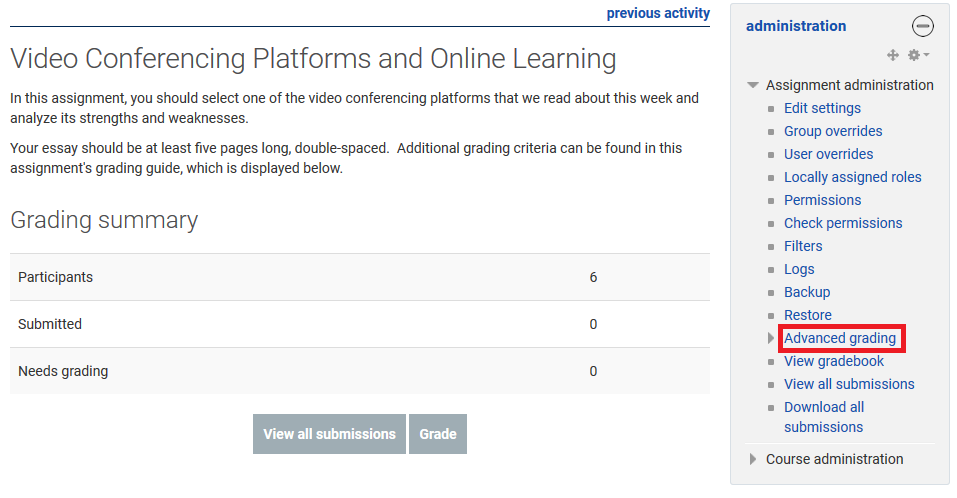 previous activity
Video Conferencing Platforms and Online Learning
In this assignment, you should select one of the video conferencing platforms that we read about this week and
analyze its strengths and weaknesses.
Your essay should be at least five pages long, double-spaced.  Additional grading criteria can be found in this
assignment's grading guide, which is displayed below.
Grading summary
Participants 6
Submitted 0
Needs grading 0
View all submissions Grade
administration
Assignment administration
Edit settings
Group overrides
User overrides
Locally assigned roles
Permissions
Check permissions
Filters
Logs
Backup
Restore
Advanced grading
View gradebook
View all submissions
Download all
submissions
Course administration